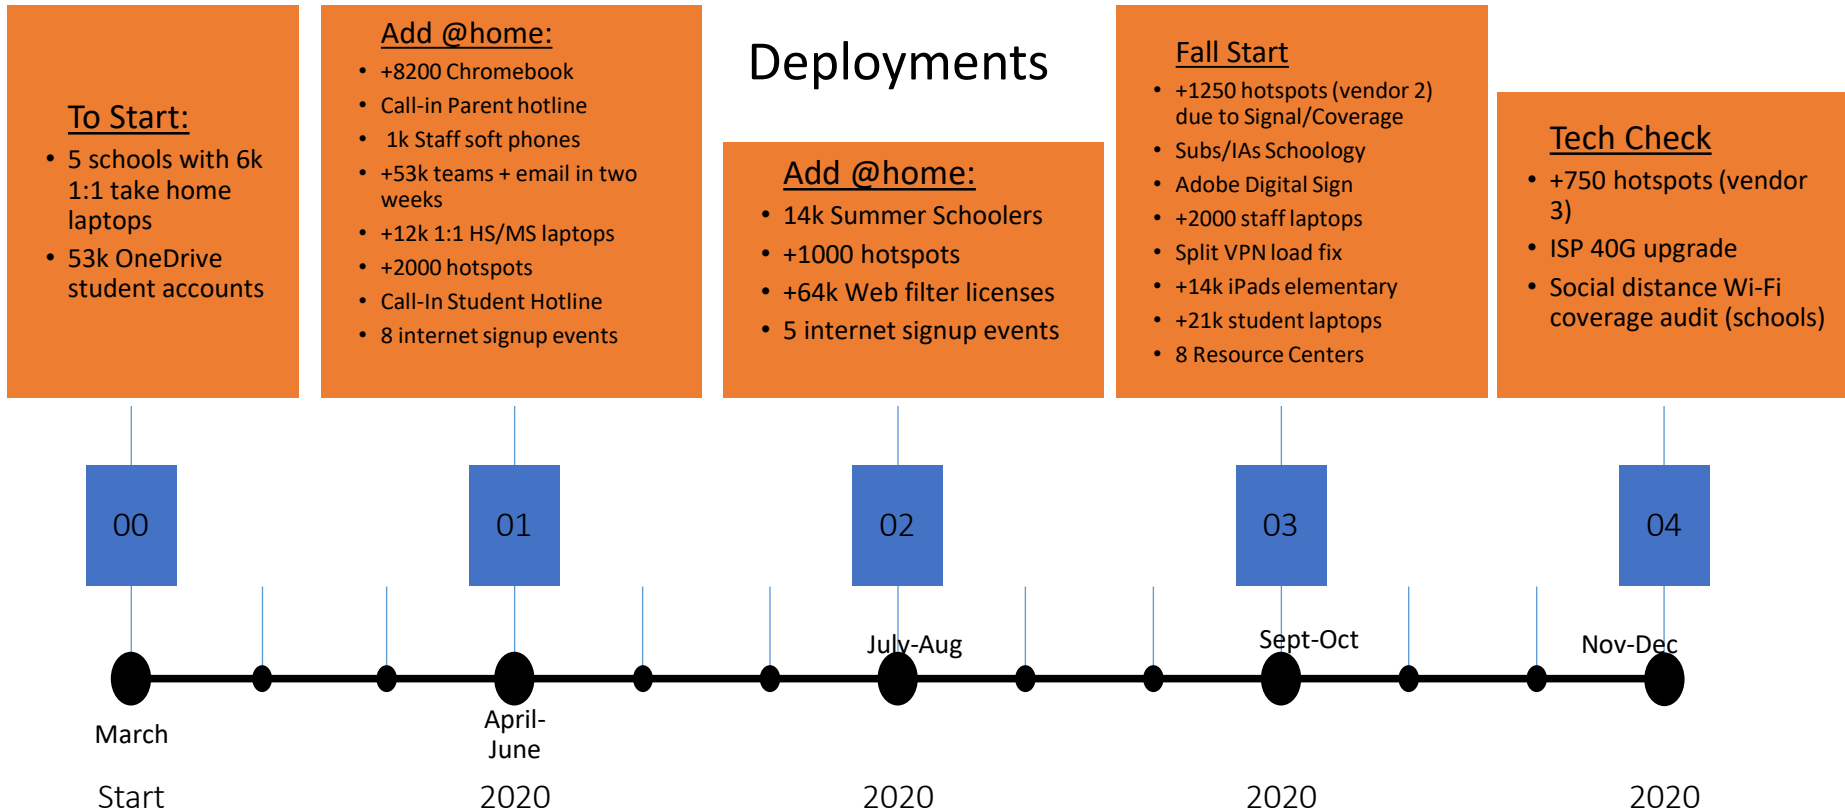 Deployments
To Start:
• 5 schools with 6k
1:1 take home
laptops
• 53k OneDrive
student accounts
Add @home:
• +8200 Chromebook
• Call-in Parent hotline
• 1k Staff soft phones
• +53k teams + email in two
weeks
• +12k 1:1 HS/MS laptops
• +2000 hotspots
• Call-In Student Hotline
• 8 internet signup events
Add @home:
• 14k Summer Schoolers
• +1000 hotspots
• +64k Web filter licenses
• 5 internet signup events
Fall Start
• +1250 hotspots (vendor 2)
due to Signal/Coverage
• Subs/IAs Schoology
• Adobe Digital Sign
• +2000 staff laptops
• Split VPN load fix
• +14k iPads elementary
• +21k student laptops
• 8 Resource Centers
Tech Check
• +750 hotspots (vendor
3)
• ISP 40G upgrade
• Social distance Wi-Fi
coverage audit (schools)
00
01
02
03
04
March
April-
June
July-Aug
Sept-Oct
Nov-Dec
Start
2020
2020
2020
2020